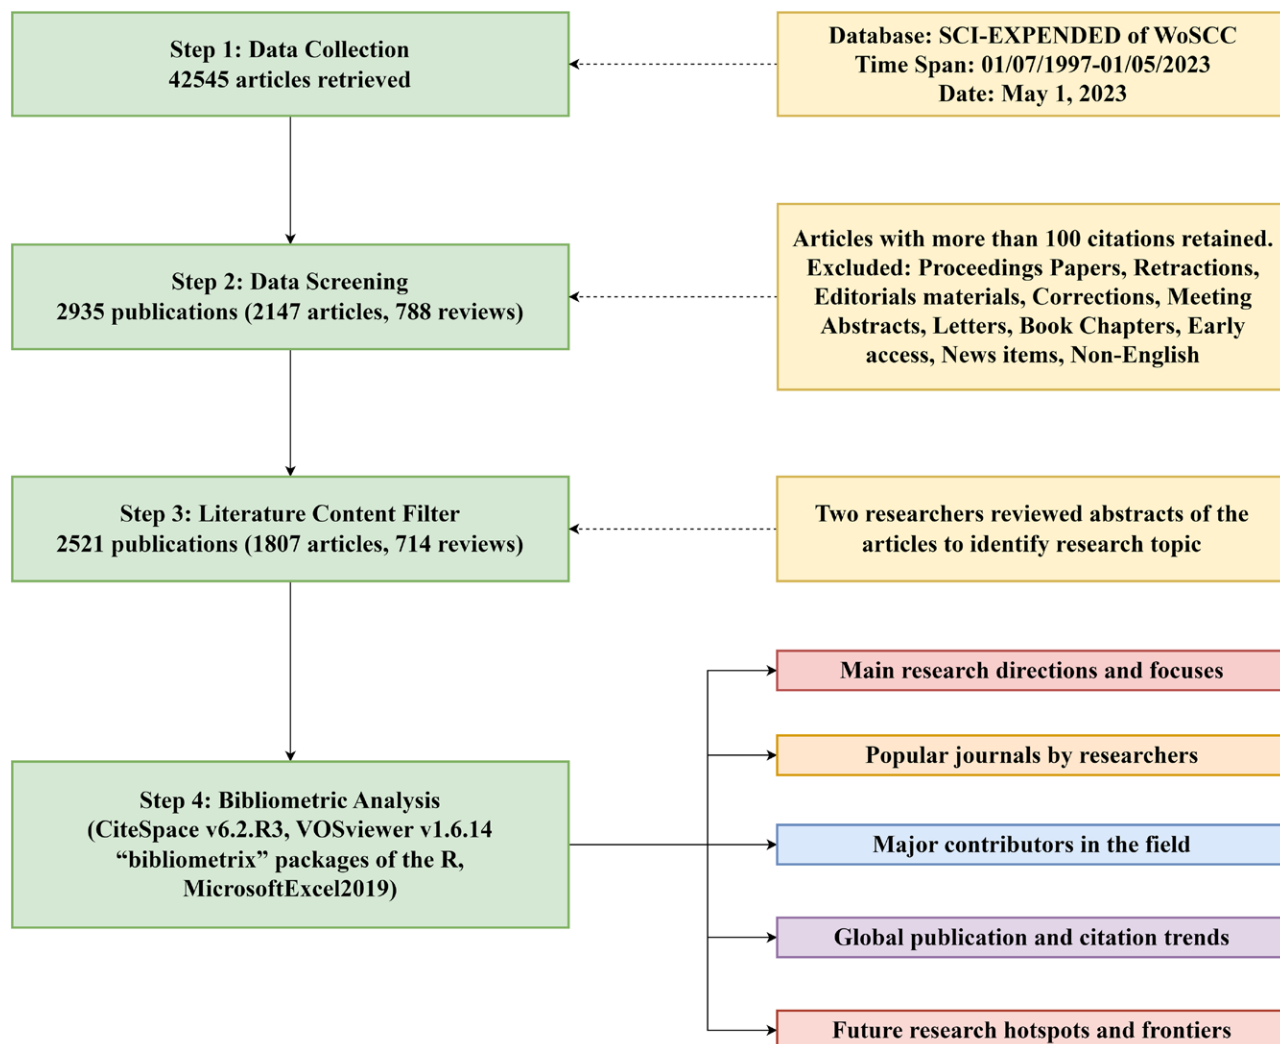 Step 1: Data Collection
42545 articles retrieved
Database: SCI-EXPENDED of WoSCC
Time Span: 01/07/1997-01/05/2023
Date: May 1, 2023
Step 2: Data Screening
2935 publications (2147 articles, 788 reviews)
Articles with more than 100 citations retained.
Excluded: Proceedings Papers, Retractions,
Editorials materials, Corrections, Meeting
Abstracts, Letters, Book Chapters, Early
access, News items, Non-English
Step 3: Literature Content Filter
2521 publications (1807 articles, 714 reviews)
Two researchers reviewed abstracts of the
articles to identify research topic
Step 4: Bibliometric Analysis
(CiteSpace v6.2.R3, VOSviewer v1.6.14
“bibliometrix” packages of the R,
MicrosoftExcel2019)
Main research directions and focuses
Popular journals by researchers
Major contributors in the field
Global publication and citation trends
Future research hotspots and frontiers